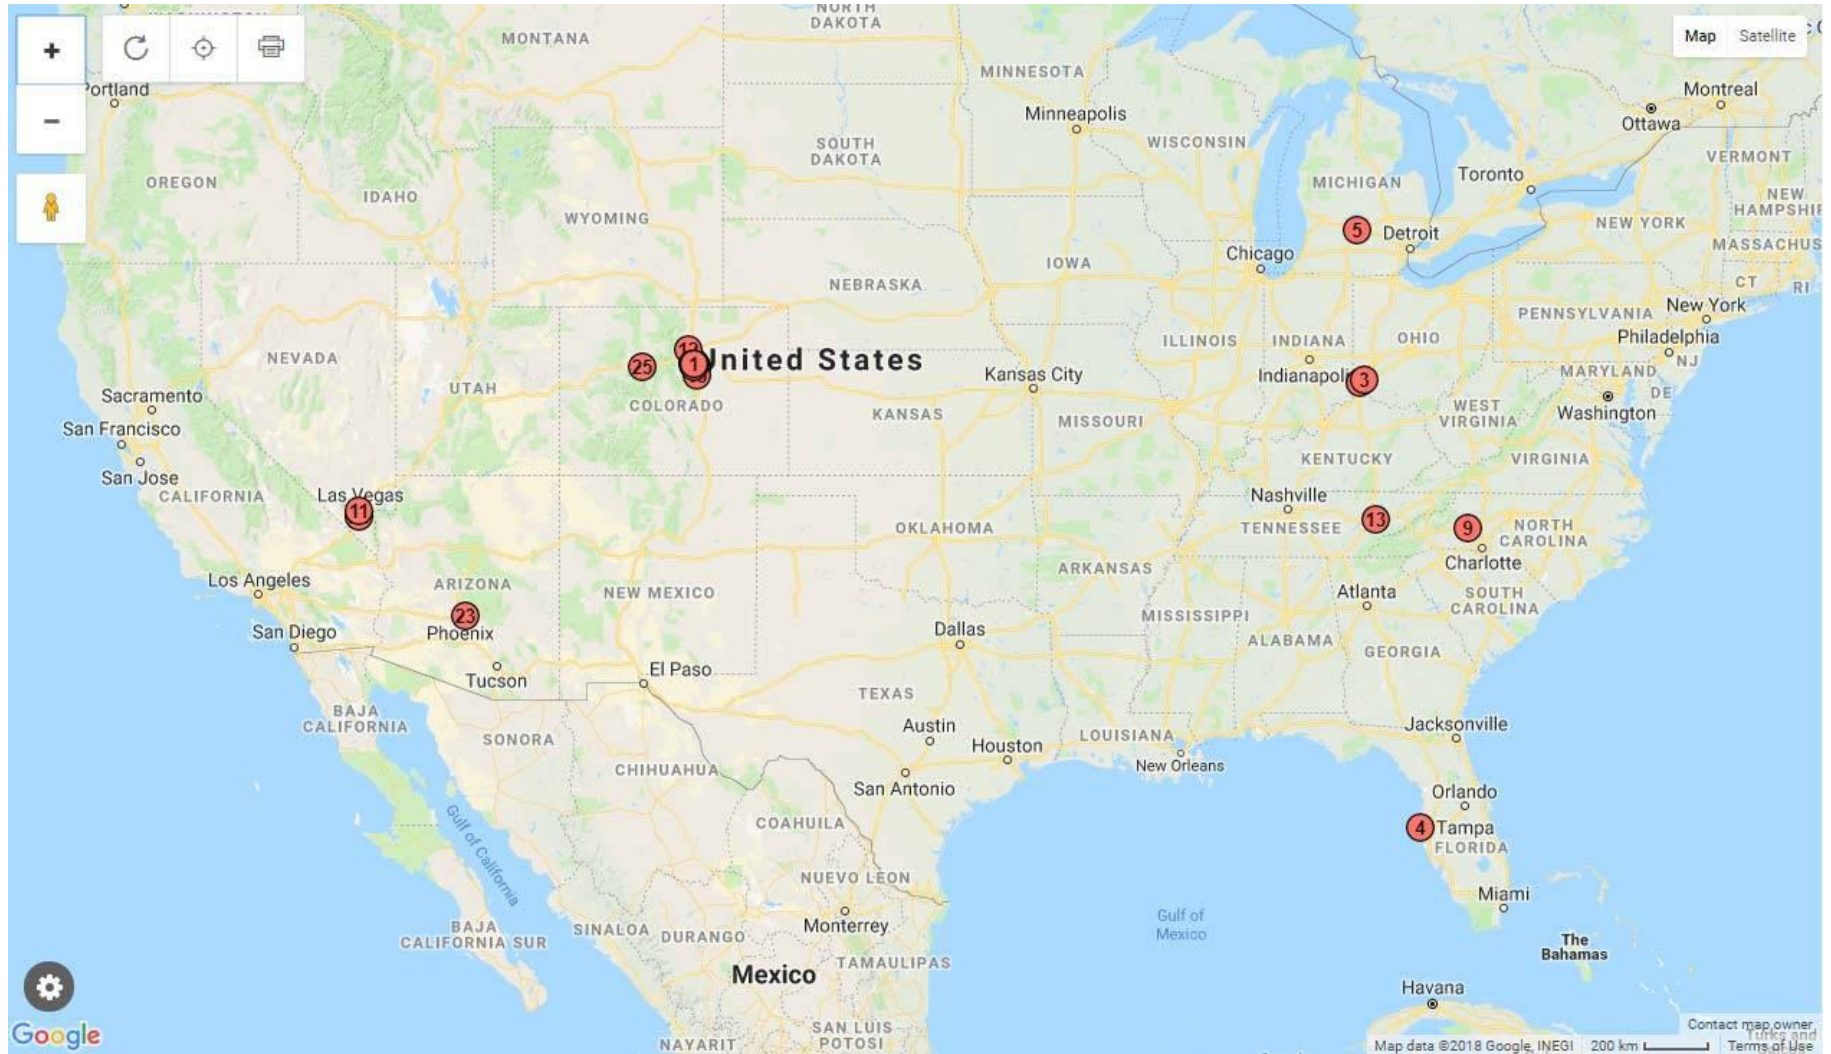 NORTH
DAKOTA
MONTANA
+
Map
Satellite
MINNESOTA
Portland
Montreal
Minneapolis
Ottawa
−
SOUTH
DAKOTA
WISCONSIN
VERMONT
Toronto
OREGON
IDAHO
MICHIGAN
NEW
HAMPSHIR
WYOMING
NEW YORK
5
Detroit
MASSACHUS
Chicago
IOWA
NEBRASKA
CT
RI
New York
PENNSYLVANIA
Philadelphia
NJ
ILLINOIS
INDIANA
OHIO
NEVADA
25
1
United States
UTAH
Kansas City
Indianapoli
3
MARYLAND
DE
Sacramento
COLORADO
KANSAS
MISSOURI
WEST
VIRGINIA
Washington
San Francisco
San Jose
KENTUCKY
VIRGINIA
CALIFORNIA
Las Vegas
11
Nashville
TENNESSEE
13
9
NORTH
CAROLINA
OKLAHOMA
Charlotte
ARKANSAS
Los Angeles
ARIZONA
NEW MEXICO
Atlanta
SOUTH
CAROLINA
23
Phoenix
MISSISSIPPI
San Diego
Dallas
ALABAMA
GEORGIA
Tucson
El Paso
TEXAS
BAJA
CALIFORNIA
Austin
Jacksonville
SONORA
Houston
LOUISIANA
CHIHUAHUA
New Orleans
San Antonio
Orlando
COAHUILA
4
Tampa
FLORIDA
Gulf of California
NUEVO LEON
Miami
Monterrey
Gulf of
Mexico
BAJA
CALIFORNIA SUR
SINALOA
DURANGO
The
Bahamas
TAMAULIPAS
Mexico
Havana
Google
SAN LUIS
POTOSI
NAYARIT
Contact map owner
Turks and
Map data ©2018 Google, INEGI
200 km
Terms of Use